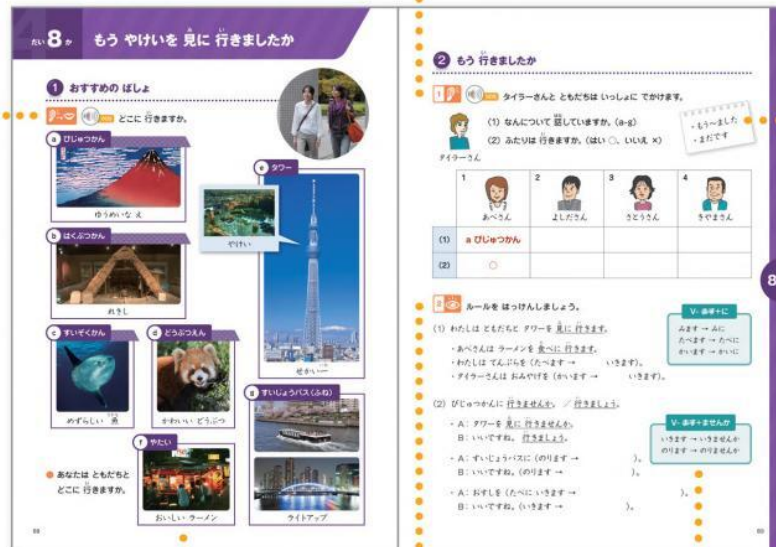 だい8か もう やけいを 見に 行きましたか
1 おすすめの ばしょ
どこに 行きますか。
a びじゅつかん
ゆうめいな え
b はくぶつかん
れきし
c すいぞくかん
めずらしい 魚
d どうぶつえん
かわいい どうぶつ
e タワー
やけい
せかい一
f やたい
おいしい ラーメン
g すいじょうバス(ふね)
ライトアップ
あなたは ともだちと
どこに 行きますか。
2 もう 行きましたか
1 タイラーさんと ともだちは いっしょに でかけます。
(1) なんについて 話していますか。(a-g)
(2) ふたりは 行きますか。(はい ○、いいえ ×)
・もう〜ました
・まだです
タイラーさん
1 2 3 4
あべさん よしださん さとうさん きやまさん
(1) a びじゅつかん
(2) ○
2 ルールを はっけんしましょう。
(1) わたしは ともだちと タワーを 見に 行きます。
・あべさんは ラーメンを 食べに 行きます。
・わたしは てんぷらを (たべます → いきます)。
・タイラーさんは おみやげを (かいます → いきます)。
V-ます+に
みます → みに
たべます → たべに
かいます → かいに
(2) びじゅつかんに 行きませんか。/行きましょう。
・A: タワーを 見に 行きませんか。
B: いいですね。行きましょう。
・A: すいじょうバスに (のります → )。
B: いいですね。(のります → )。
・A: おすしを (たべに いきます → )。
B: いいですね。(いきます → )。
V-ます+ませんか
いきます → いきませんか
のります → のりませんか
8